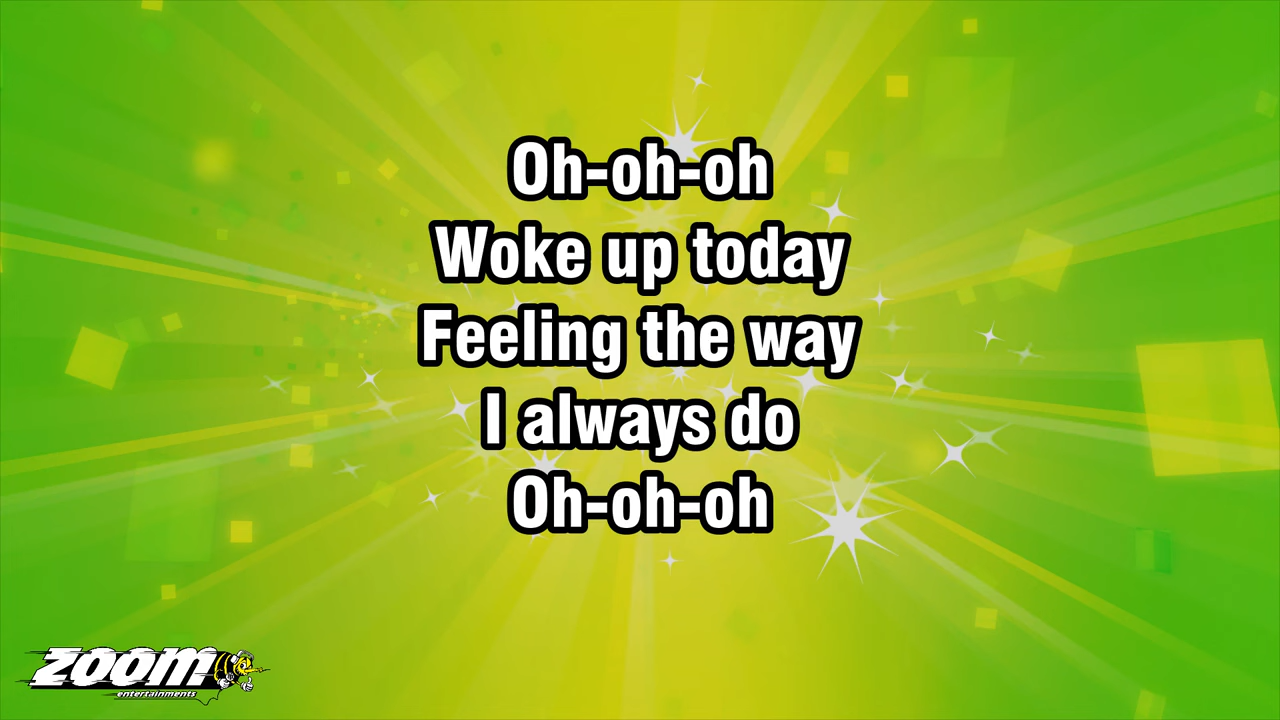 Oh-oh-oh
Woke up today
Feeling the way
I always do
Oh-oh-oh
ZOOM
entertainments